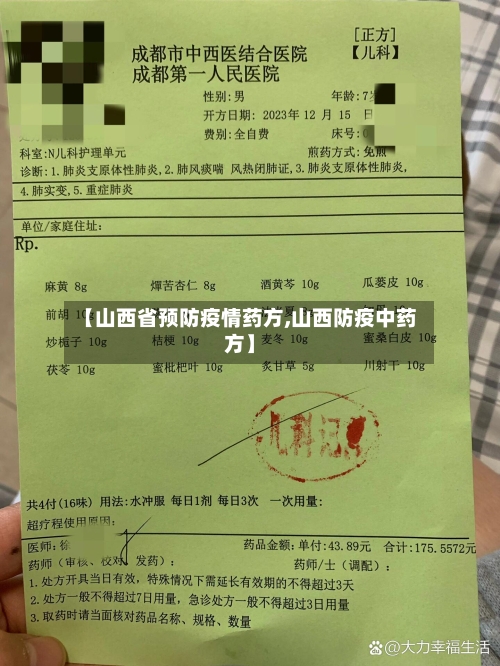 [正方]
成都市中西医结合医院
【儿科】
成都第一人民医院
性别:男
年龄:7岁
开方日期: 2023年12月15日
费别:全自费
床号:
科室:N儿科护理单元
煎药方式:免煎
诊断:1.肺炎支原体性肺炎,2.肺风痰喘 风热闭肺证,3.肺炎支原体性肺炎,
4.肺实变,5.重症肺炎
单位/家庭住址:
Rp.
麻黄 8g 燀苦杏仁 8g 酒黄芩 10g 瓜蒌皮 10g
前胡
【山西省预防疫情药方,山西防疫中药
方】
炒栀子 10g 桔梗 10g 麦冬 10g 蜜桑白皮 10g
茯苓 10g 蜜枇杷叶 10g 炙甘草 5g 川射干 10g
儿科
共4付(16味) 用法:水冲服 每日1剂 每日3次 一次用量:
超疗程使用原因:
医师:徐
药品金额:单付:43.89元 合计:175.5572元
药师/士(审核、校对、发药):
药师/士(调配):
1. 处方开具当日有效,特殊情况下需延长有效期的不得超过3天
2. 处方一般不得超过7日用量,急诊处方一般不得超过3日用量
3. 取药时请当面核对药品名称、规格、数量
@大力幸福生活